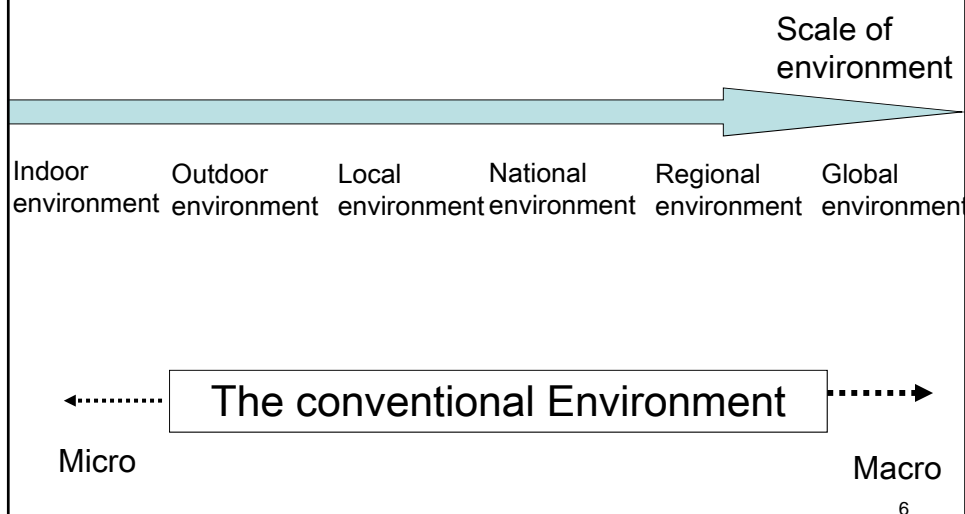 Scale of
environment
Indoor
environment
Outdoor
environment
Local
environment
National
environment
Regional
environment
Global
environment
The conventional Environment
Micro
Macro
6